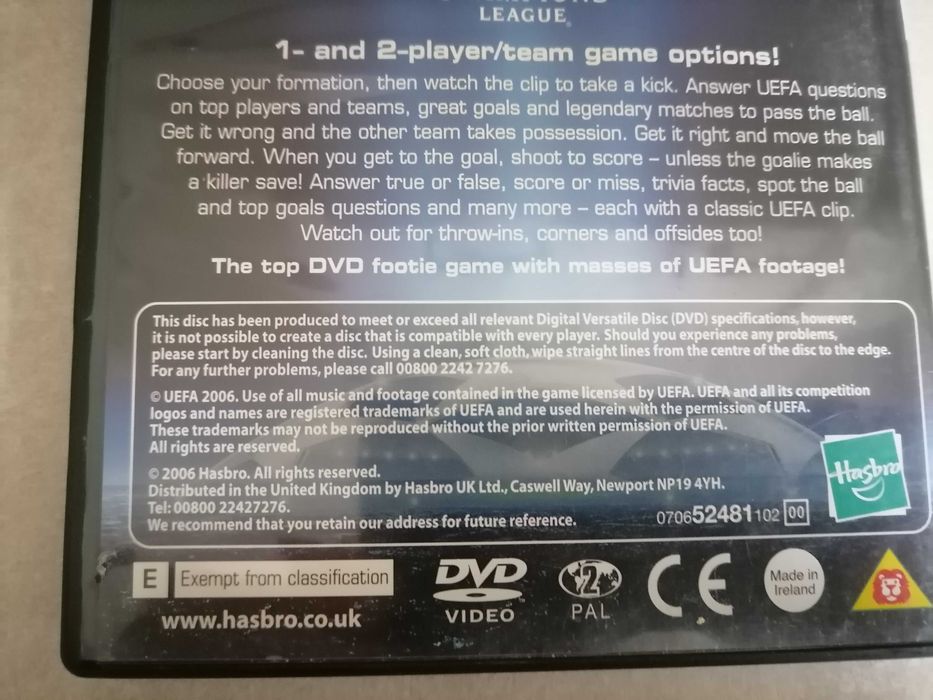 LEAGUE
1- and 2-player/team game options!
Choose your formation, then watch the clip to take a kick. Answer UEFA questions
on top players and teams, great goals and legendary matches to pass the ball.
Get it wrong and the other team takes possession. Get it right and move the ball
forward. When you get to the goal, shoot to score – unless the goalie makes
a killer save! Answer true or false, score or miss, trivia facts, spot the ball
and top goals questions and many more – each with a classic UEFA clip.
Watch out for throw-ins, corners and offsides too!
The top DVD footie game with masses of UEFA footage!
This disc has been produced to meet or exceed all relevant Digital Versatile Disc (DVD) specifications, however,
it is not possible to create a disc that is compatible with every player. Should you experience any problems,
please start by cleaning the disc. Using a clean, soft cloth, wipe straight lines from the centre of the disc to the edge.
For any further problems, please call 00800 2242 7276.
© UEFA 2006. Use of all music and footage contained in the game licensed by UEFA. UEFA and all its competition
logos and names are registered trademarks of UEFA and are used herein with the permission of UEFA.
These trademarks may not be reproduced without the prior written permission of UEFA.
All rights are reserved.
© 2006 Hasbro. All rights reserved.
Distributed in the United Kingdom by Hasbro UK Ltd., Caswell Way, Newport NP19 4YH.
Tel: 00800 22427276.
We recommend that you retain our address for future reference.
070652481102 00
Hasbro
E Exempt from classification
www.hasbro.co.uk
DVD
VIDEO
2
PAL
CE
Made in
Ireland